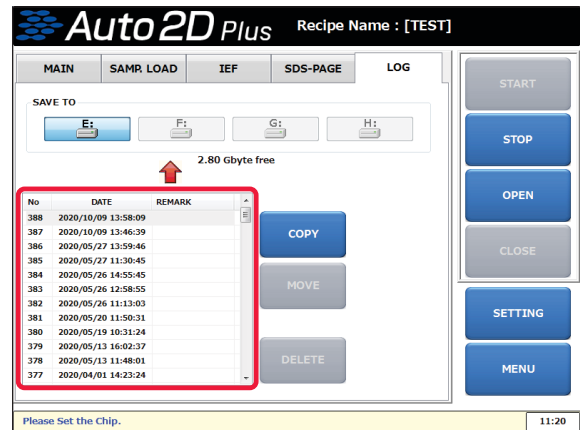 Auto2D Plus Recipe Name : [TEST]
MAIN SAMP. LOAD IEF SDS-PAGE LOG
SAVE TO
E: F: G: H:
2.80 Gbyte free
No DATE REMARK
388 2020/10/09 13:58:09
387 2020/10/09 13:46:39
386 2020/05/27 13:59:46
385 2020/05/27 11:30:45
384 2020/05/26 14:55:45
383 2020/05/26 12:58:55
382 2020/05/26 11:13:03
381 2020/05/20 11:50:31
380 2020/05/19 10:31:24
379 2020/05/13 16:02:37
378 2020/05/13 11:48:01
377 2020/04/01 14:23:24
COPY
MOVE
DELETE
START
STOP
OPEN
CLOSE
SETTING
MENU
Please Set the Chip. 11:20